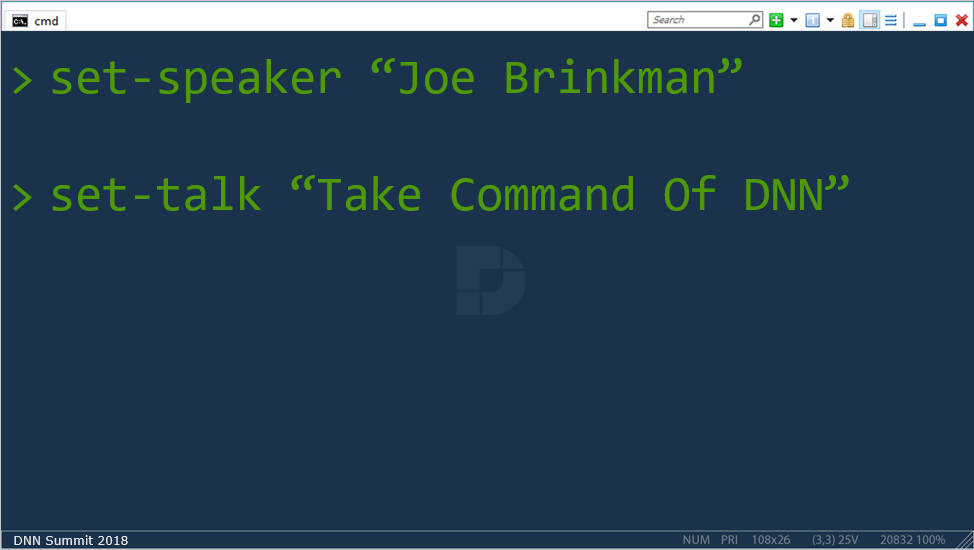 cmd
Search
> set-speaker “Joe Brinkman”
> set-talk “Take Command Of DNN”
DNN Summit 2018 NUM PRI 108x26 (3,3) 25V 20832 100%